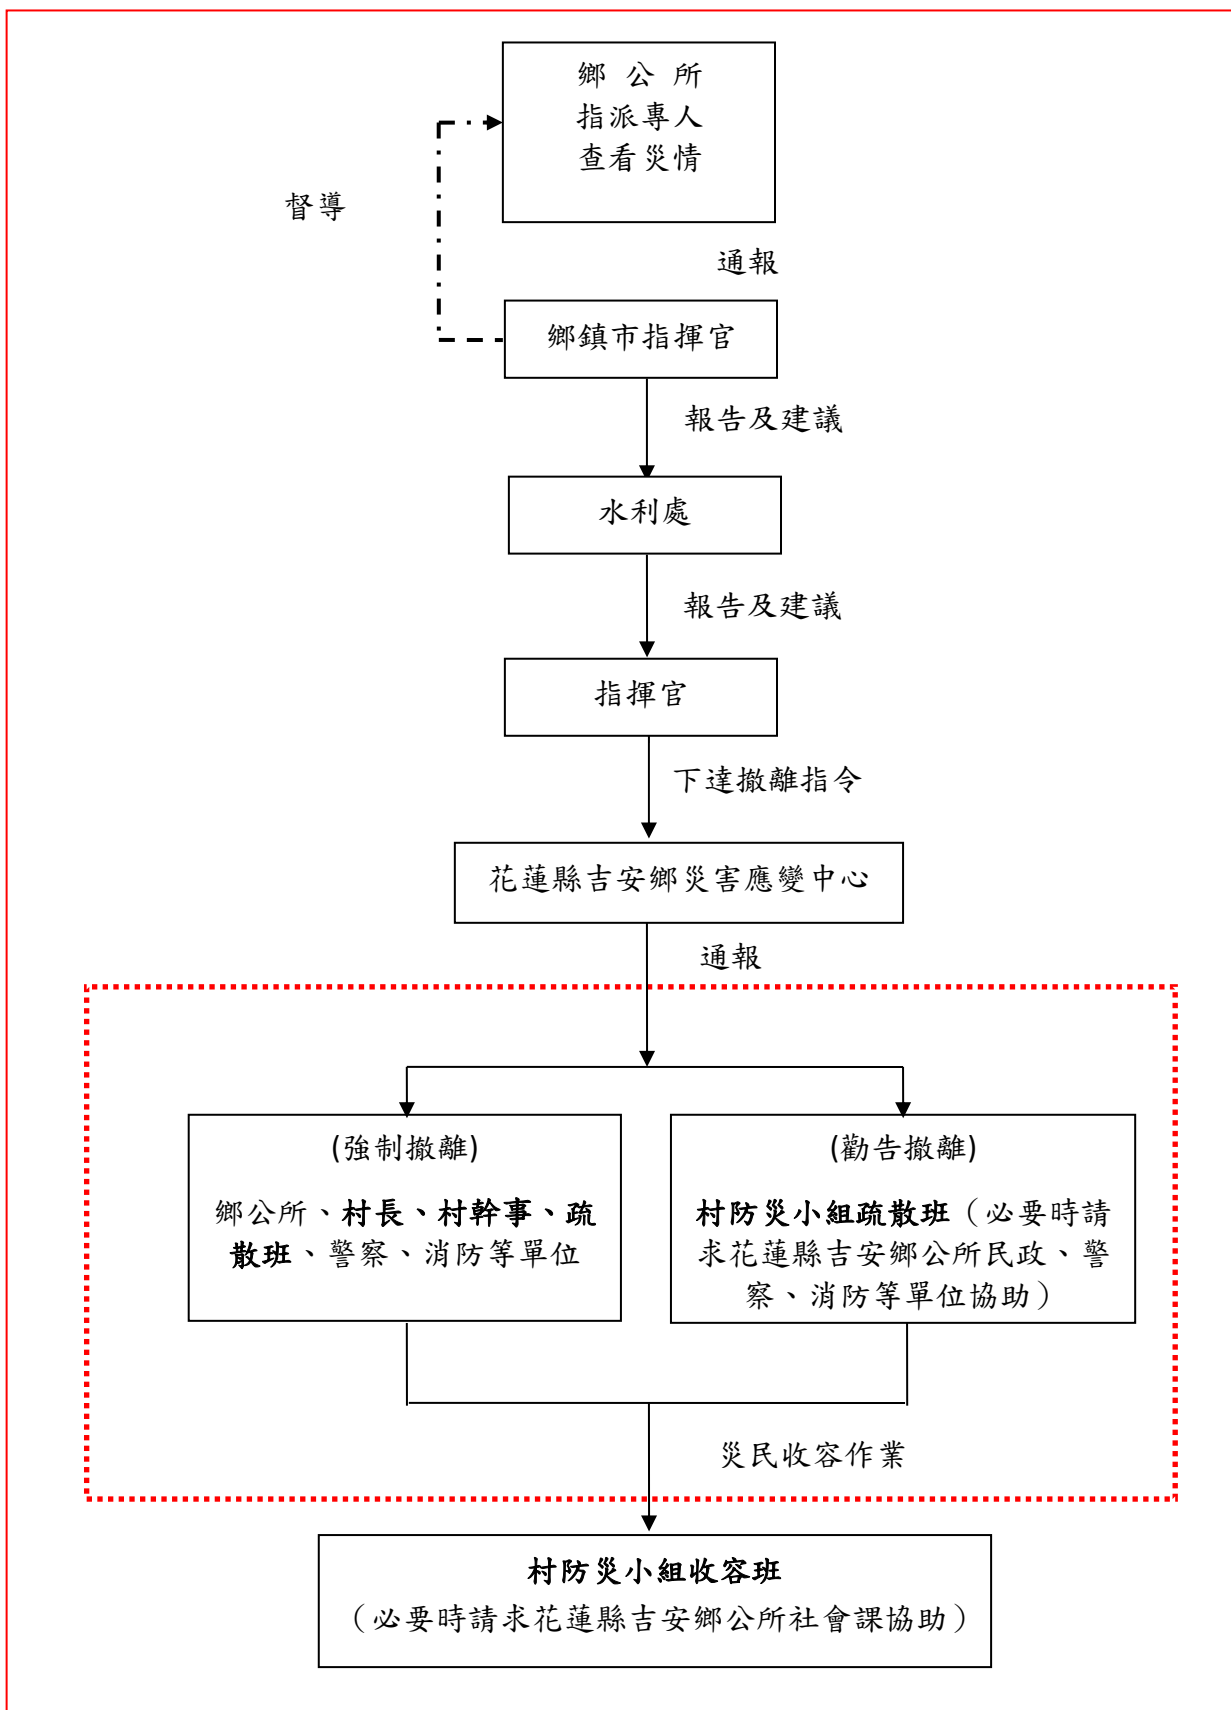 鄉 公 所
指派專人
查看災情
督導
通報
鄉鎮市指揮官
報告及建議
水利處
報告及建議
指揮官
下達撤離指令
花蓮縣吉安鄉災害應變中心
通報
(強制撤離)
鄉公所、村長、村幹事、疏
散班、警察、消防等單位
(勸告撤離)
村防災小組疏散班（必要時請
求花蓮縣吉安鄉公所民政、警
察、消防等單位協助）
災民收容作業
村防災小組收容班
（必要時請求花蓮縣吉安鄉公所社會課協助）